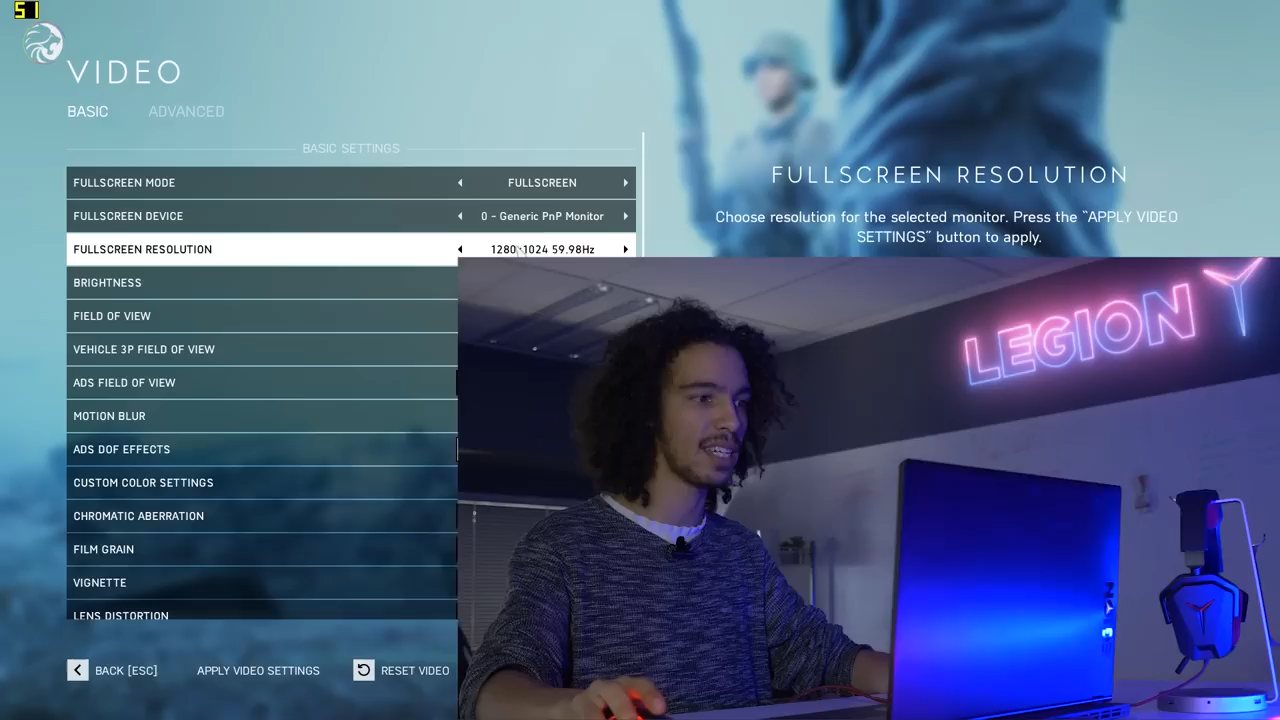 51
VIDEO
BASIC ADVANCED
BASIC SETTINGS
FULLSCREEN MODE FULLSCREEN
FULLSCREEN DEVICE 0 - Generic PnP Monitor
FULLSCREEN RESOLUTION 1280x1024 59.98Hz
BRIGHTNESS
FIELD OF VIEW
VEHICLE 3P FIELD OF VIEW
ADS FIELD OF VIEW
MOTION BLUR
ADS DOF EFFECTS
CUSTOM COLOR SETTINGS
CHROMATIC ABERRATION
FILM GRAIN
VIGNETTE
LENS DISTORTION
BACK [ESC] APPLY VIDEO SETTINGS RESET VIDEO
FULLSCREEN RESOLUTION
Choose resolution for the selected monitor. Press the “APPLY VIDEO
SETTINGS” button to apply.
LEGION